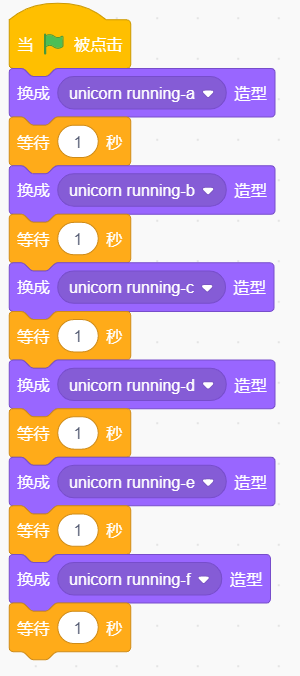 当 被点击
换成 unicorn running-a 造型
等待 1 秒
换成 unicorn running-b 造型
等待 1 秒
换成 unicorn running-c 造型
等待 1 秒
换成 unicorn running-d 造型
等待 1 秒
换成 unicorn running-e 造型
等待 1 秒
换成 unicorn running-f 造型
等待 1 秒